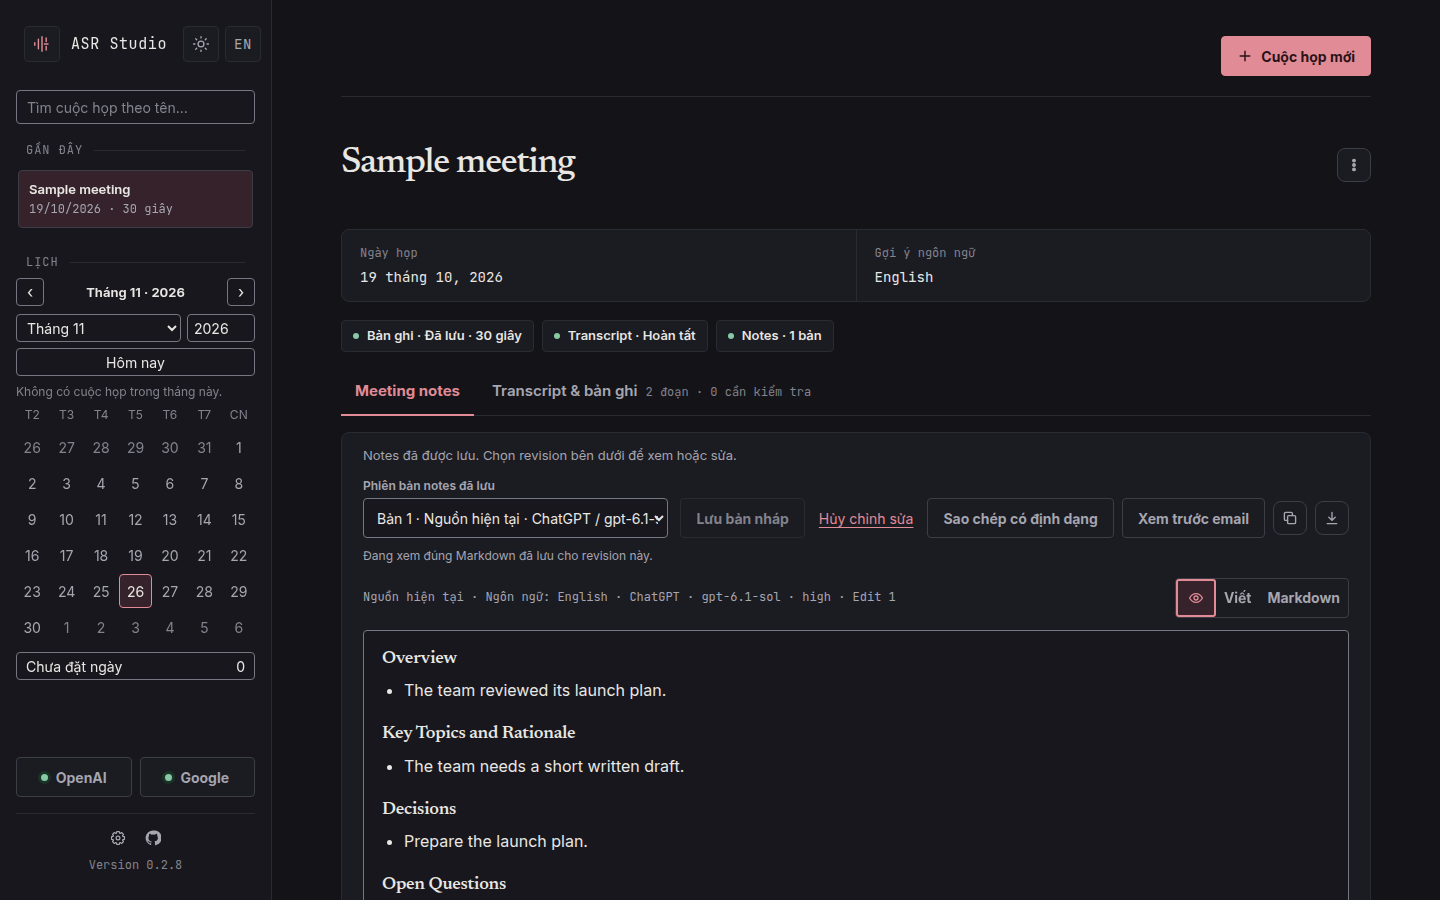 ASR Studio
EN
Tìm cuộc họp theo tên...
GẦN ĐÂY
Sample meeting
19/10/2026 · 30 giây
LỊCH
‹ Tháng 11 · 2026 ›
Tháng 11 2026
Hôm nay
Không có cuộc họp trong tháng này.
T2 T3 T4 T5 T6 T7 CN
26 27 28 29 30 31 1
2 3 4 5 6 7 8
9 10 11 12 13 14 15
16 17 18 19 20 21 22
23 24 25 26 27 28 29
30 1 2 3 4 5 6
Chưa đặt ngày 0
OpenAI Google
Version 0.2.8
+ Cuộc họp mới
Sample meeting
Ngày họp
19 tháng 10, 2026
Gợi ý ngôn ngữ
English
Bản ghi · Đã lưu · 30 giây
Transcript · Hoàn tất
Notes · 1 bản
Meeting notes
Transcript & bản ghi 2 đoạn · 0 cần kiểm tra
Notes đã được lưu. Chọn revision bên dưới để xem hoặc sửa.
Phiên bản notes đã lưu
Bản 1 · Nguồn hiện tại · ChatGPT / gpt-6.1-
Lưu bản nháp
Hủy chỉnh sửa
Sao chép có định dạng
Xem trước email
Đang xem đúng Markdown đã lưu cho revision này.
Nguồn hiện tại · Ngôn ngữ: English · ChatGPT · gpt-6.1-sol · high · Edit 1
Viết Markdown
Overview
• The team reviewed its launch plan.
Key Topics and Rationale
• The team needs a short written draft.
Decisions
• Prepare the launch plan.
Open Questions